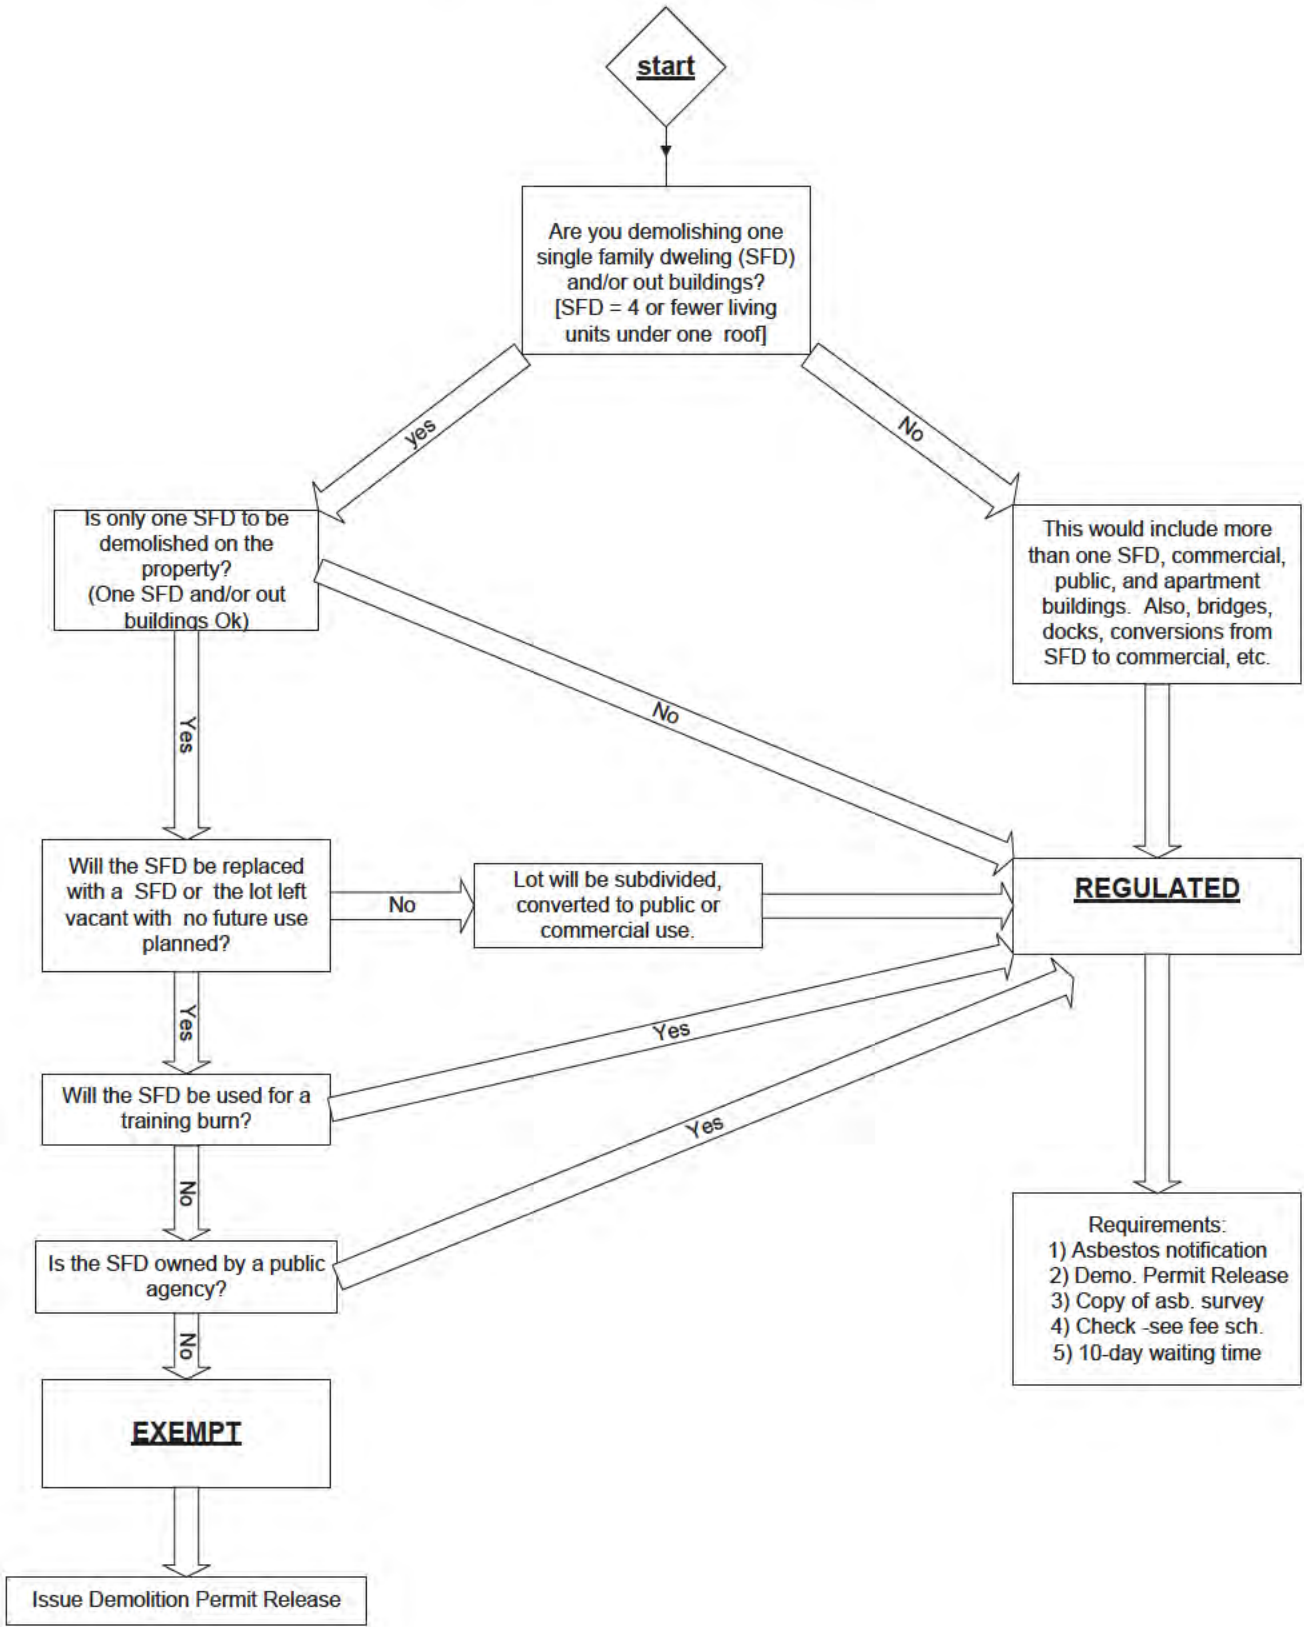 start
Are you demolishing one
single family dweling (SFD)
and/or out buildings?
[SFD = 4 or fewer living
units under one roof]
yes
No
Is only one SFD to be
demolished on the
property?
(One SFD and/or out
buildings Ok)
This would include more
than one SFD, commercial,
public, and apartment
buildings. Also, bridges,
docks, conversions from
SFD to commercial, etc.
No
Yes
Will the SFD be replaced
with a SFD or the lot left
vacant with no future use
planned?
No
Lot will be subdivided,
converted to public or
commercial use.
REGULATED
Yes
Yes
Will the SFD be used for a
training burn?
Yes
No
Is the SFD owned by a public
agency?
No
Requirements:
1) Asbestos notification
2) Demo. Permit Release
3) Copy of asb. survey
4) Check -see fee sch.
5) 10-day waiting time
EXEMPT
Issue Demolition Permit Release